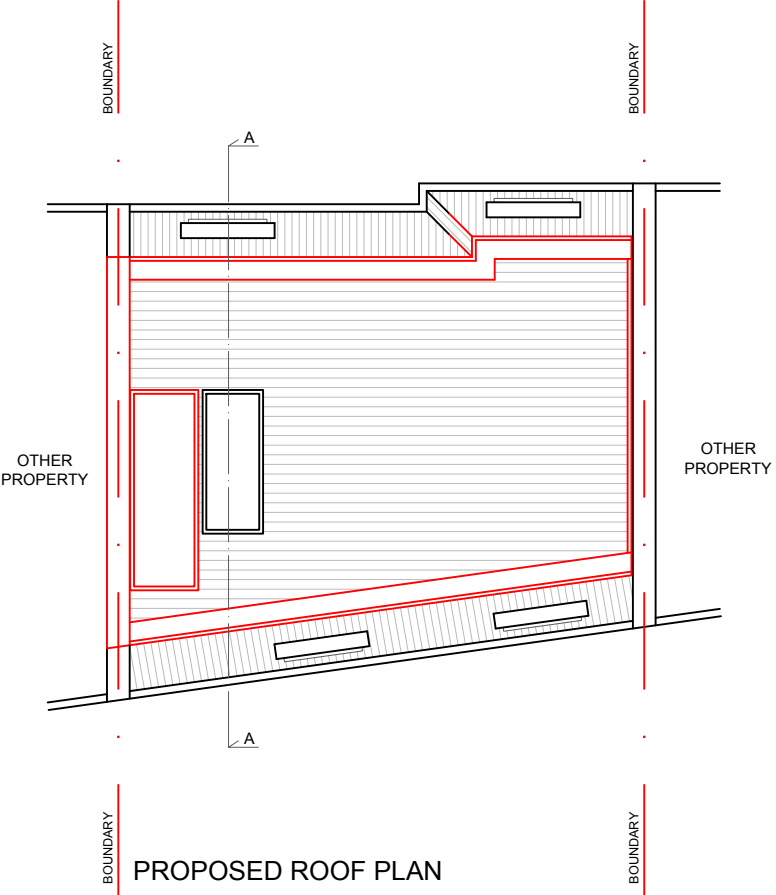 BOUNDARY
BOUNDARY
A
OTHER
PROPERTY
OTHER
PROPERTY
A
BOUNDARY
BOUNDARY
PROPOSED ROOF PLAN